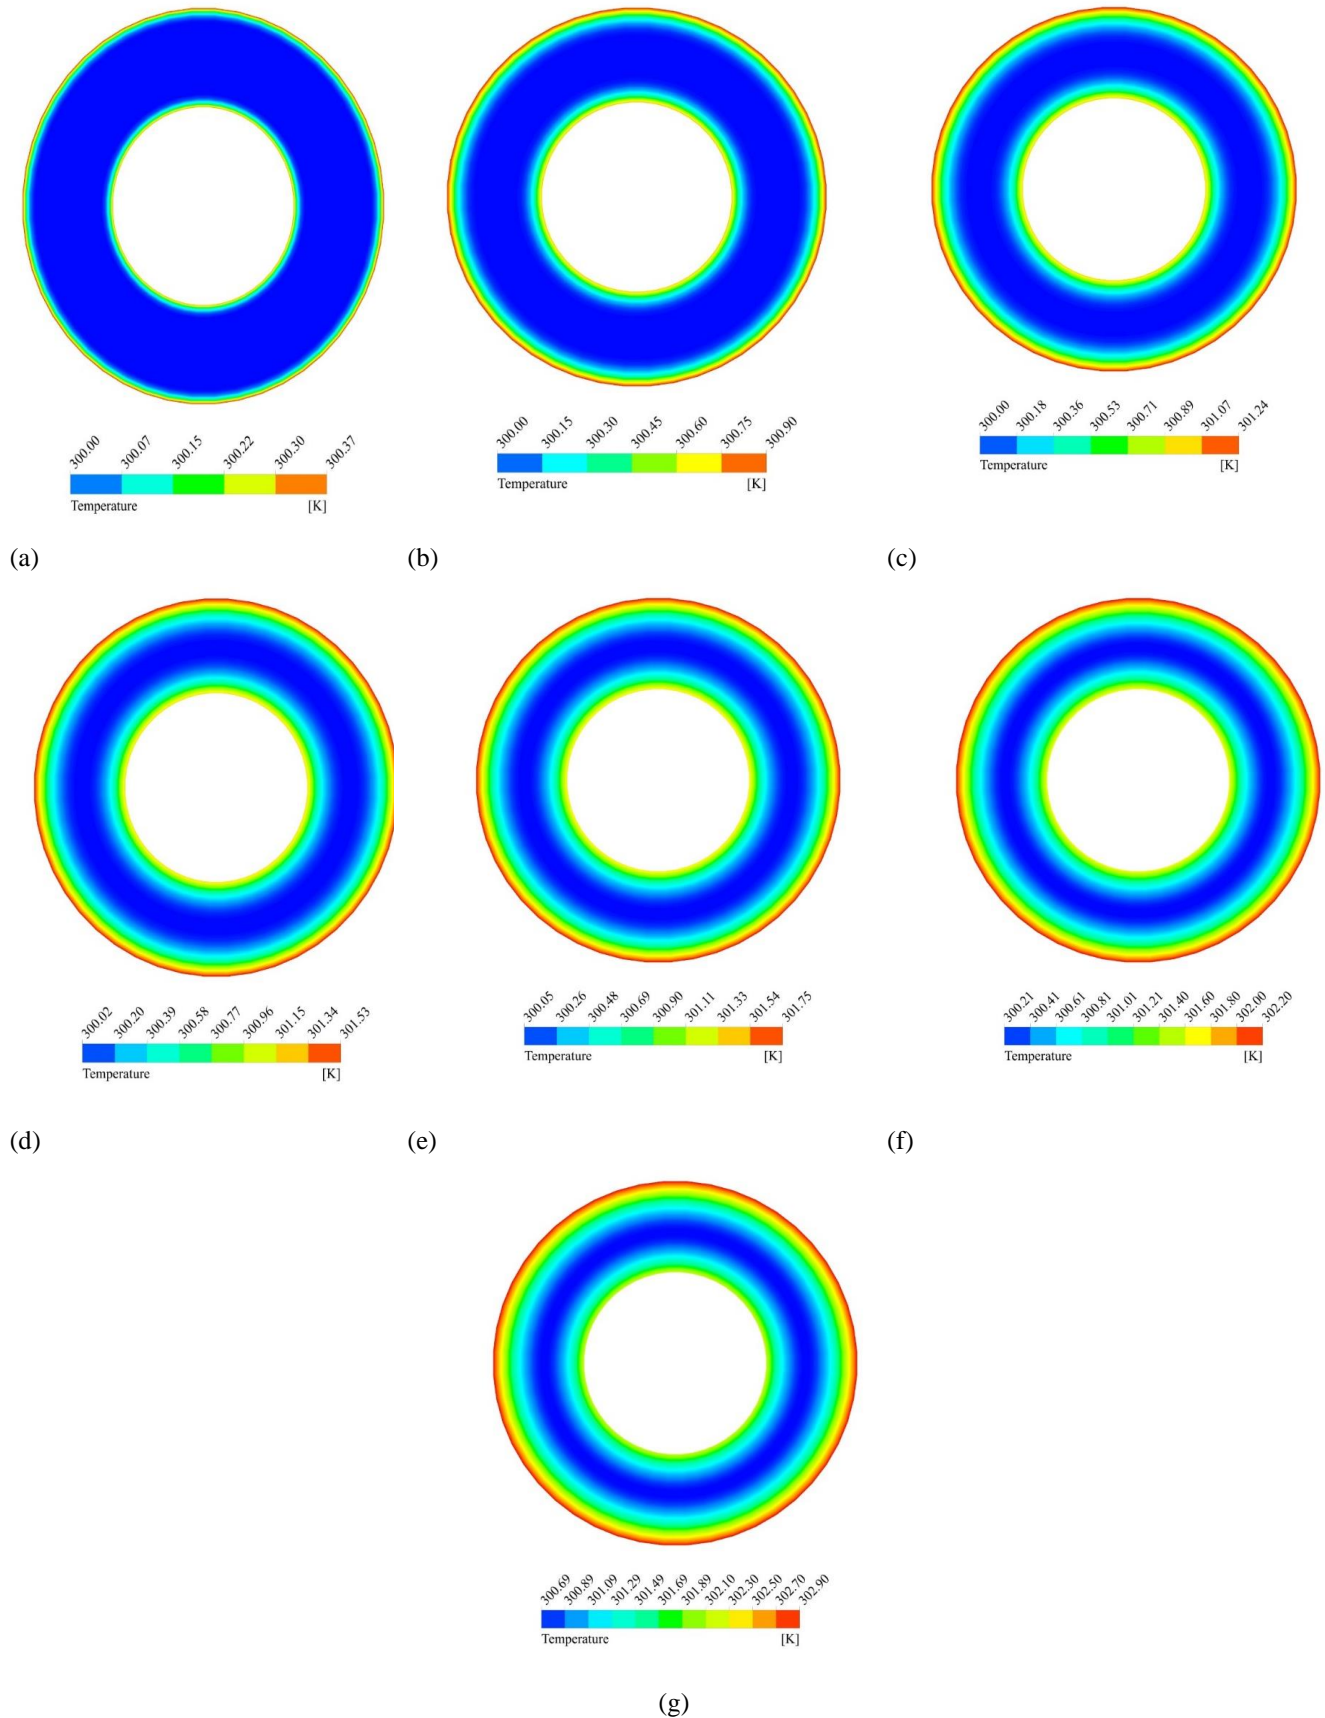 300.00 300.07 300.15 300.22 300.30 300.37
Temperature [K]
300.00 300.15 300.30 300.45 300.60 300.75 300.90
Temperature [K]
300.00 300.18 300.36 300.53 300.71 300.89 301.07 301.24
Temperature [K]
(a) (b) (c)
300.02 300.20 300.39 300.58 300.77 300.96 301.15 301.34 301.53
Temperature [K]
300.05 300.26 300.48 300.69 300.90 301.11 301.33 301.54 301.75
Temperature [K]
300.21 300.41 300.61 300.81 301.01 301.21 301.40 301.60 301.80 302.00 302.20
Temperature [K]
(d) (e) (f)
300.69 300.89 301.09 301.29 301.49 301.69 301.89 302.10 302.30 302.50 302.70 302.90
Temperature [K]
(g)